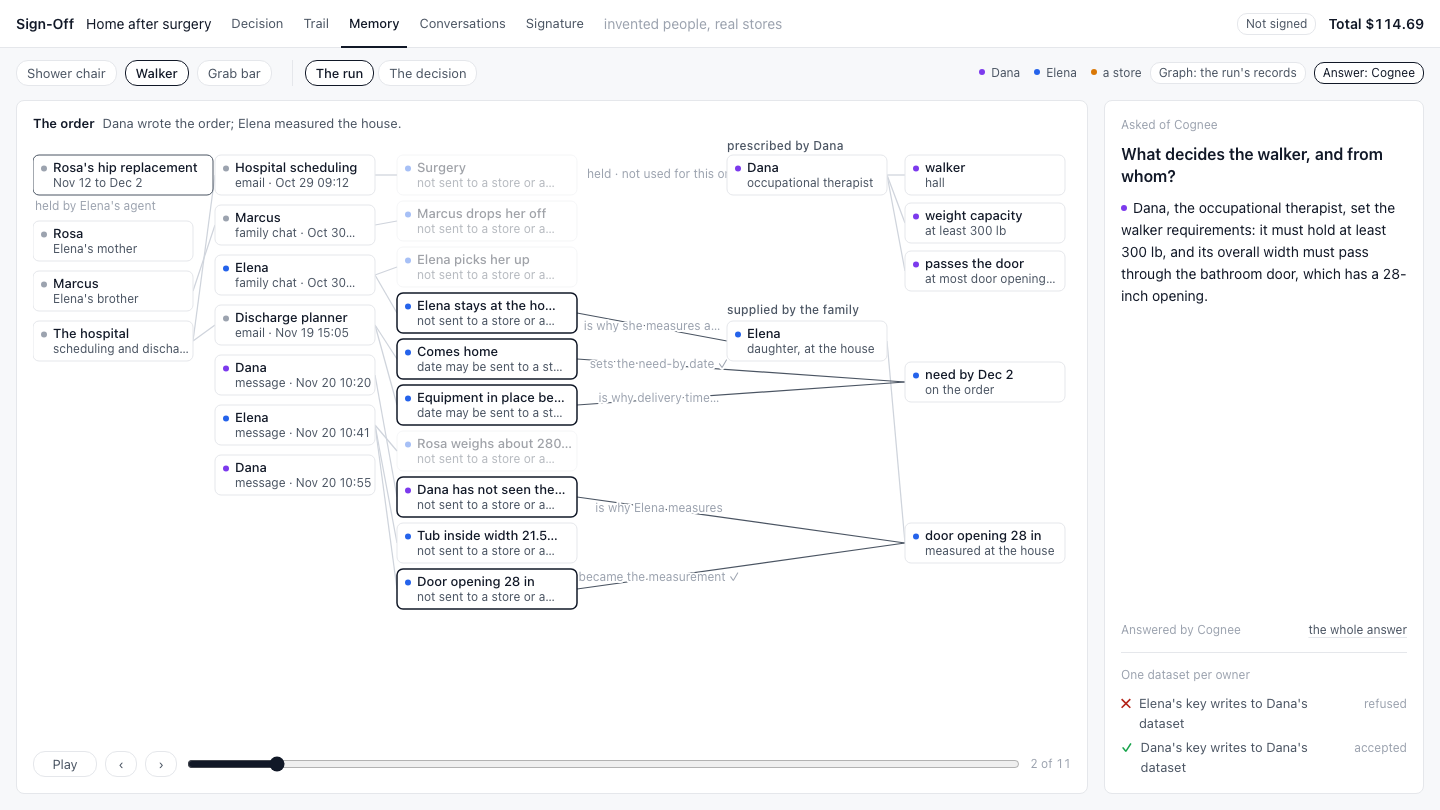 Sign-Off Home after surgery Decision Trail Memory Conversations Signature invented people, real stores Not signed Total $114.69
Shower chair Walker Grab bar The run The decision Dana Elena a store Graph: the run's records Answer: Cognee
The order Dana wrote the order; Elena measured the house.
Rosa's hip replacement
Nov 12 to Dec 2
held by Elena's agent
Rosa
Elena's mother
Marcus
Elena's brother
The hospital
scheduling and discha...
Hospital scheduling
email · Oct 29 09:12
Marcus
family chat · Oct 30...
Elena
family chat · Oct 30...
Discharge planner
email · Nov 19 15:05
Dana
message · Nov 20 10:20
Elena
message · Nov 20 10:41
Dana
message · Nov 20 10:55
Surgery
not sent to a store or a...
Marcus drops her off
not sent to a store or a...
Elena picks her up
not sent to a store or a...
Elena stays at the ho...
not sent to a store or a...
Comes home
date may be sent to a st...
Equipment in place be...
date may be sent to a st...
Rosa weighs about 280...
not sent to a store or a...
Dana has not seen the...
not sent to a store or a...
Tub inside width 21.5...
not sent to a store or a...
Door opening 28 in
not sent to a store or a...
held · not used for this
is why she measures a...
sets the need-by date ✓
is why delivery time...
is why Elena measures
became the measurement ✓
prescribed by Dana
Dana
occupational therapist
supplied by the family
Elena
daughter, at the house
walker
hall
weight capacity
at least 300 lb
passes the door
at most door opening...
need by Dec 2
on the order
door opening 28 in
measured at the house
Play ‹ › 2 of 11
Asked of Cognee
What decides the walker, and from
whom?
Dana, the occupational therapist, set the
walker requirements: it must hold at least
300 lb, and its overall width must pass
through the bathroom door, which has a 28-
inch opening.
Answered by Cognee the whole answer
One dataset per owner
Elena's key writes to Dana's refused
dataset
Dana's key writes to Dana's accepted
dataset